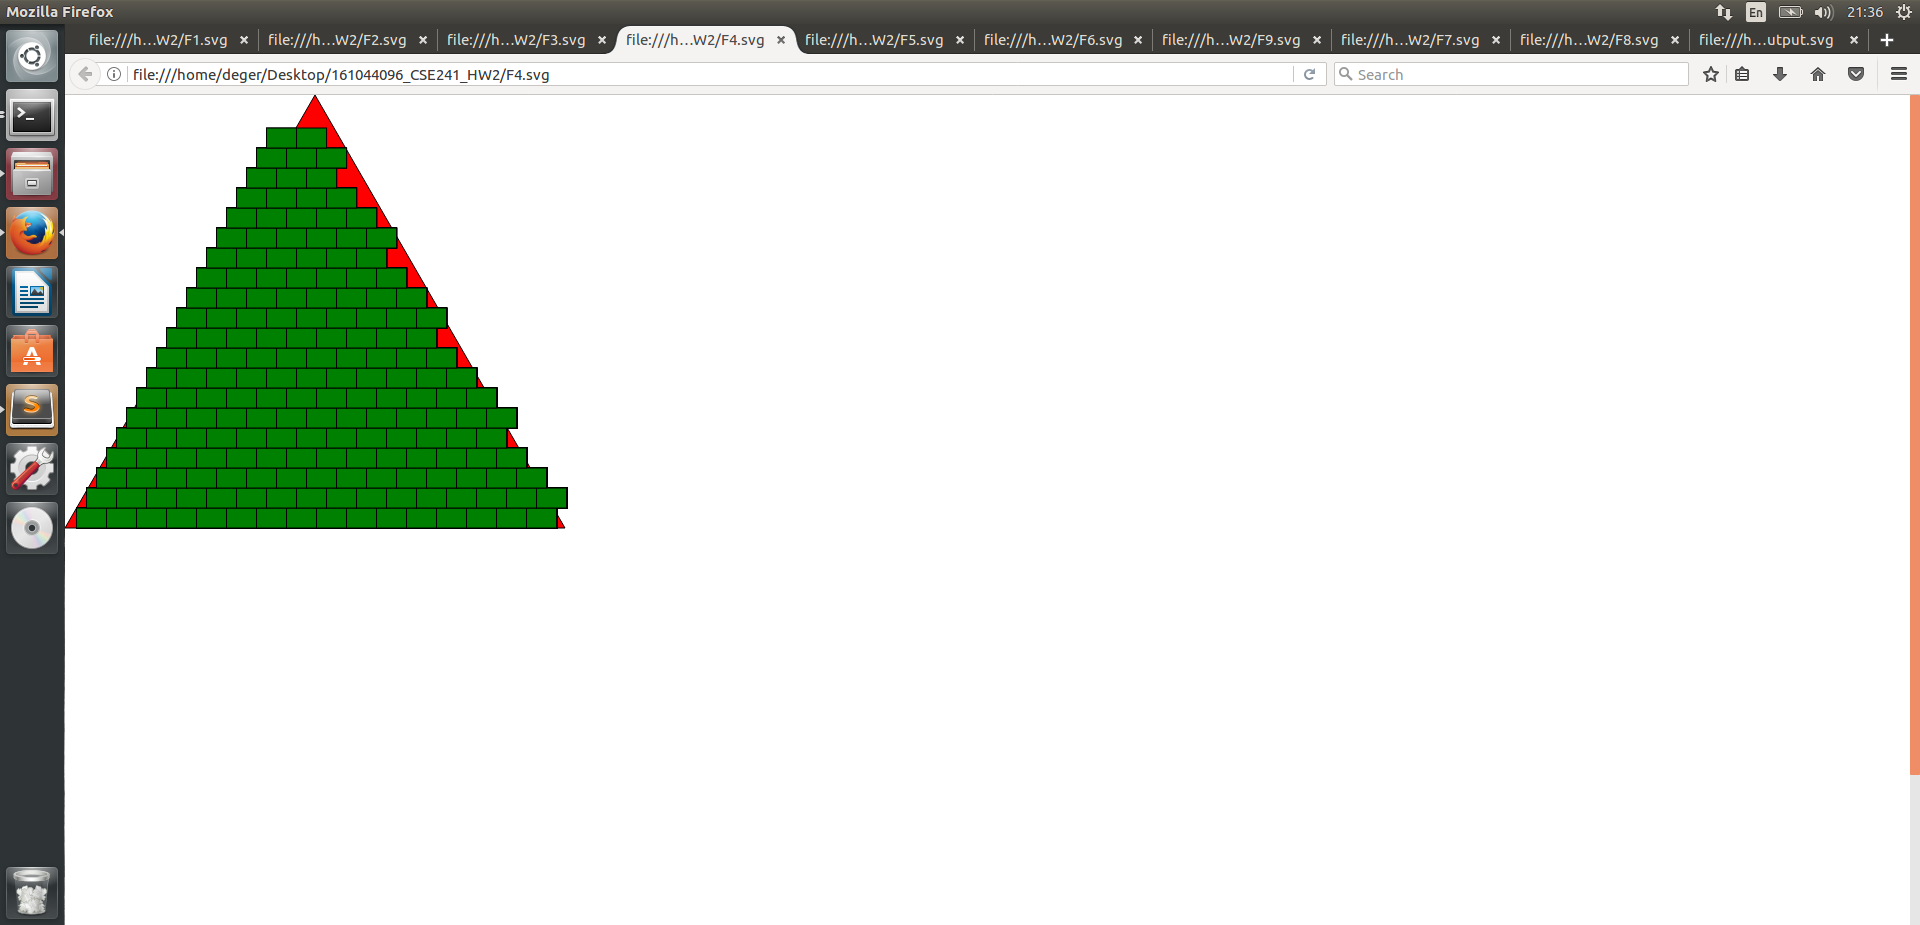 Mozilla Firefox
En
21:36
file:///h...W2/F1.svg
file:///h...W2/F2.svg
file:///h...W2/F3.svg
file:///h...W2/F4.svg
file:///h...W2/F5.svg
file:///h...W2/F6.svg
file:///h...W2/F9.svg
file:///h...W2/F7.svg
file:///h...W2/F8.svg
file:///h...utput.svg
file:///home/deger/Desktop/161044096_CSE241_HW2/F4.svg
Search